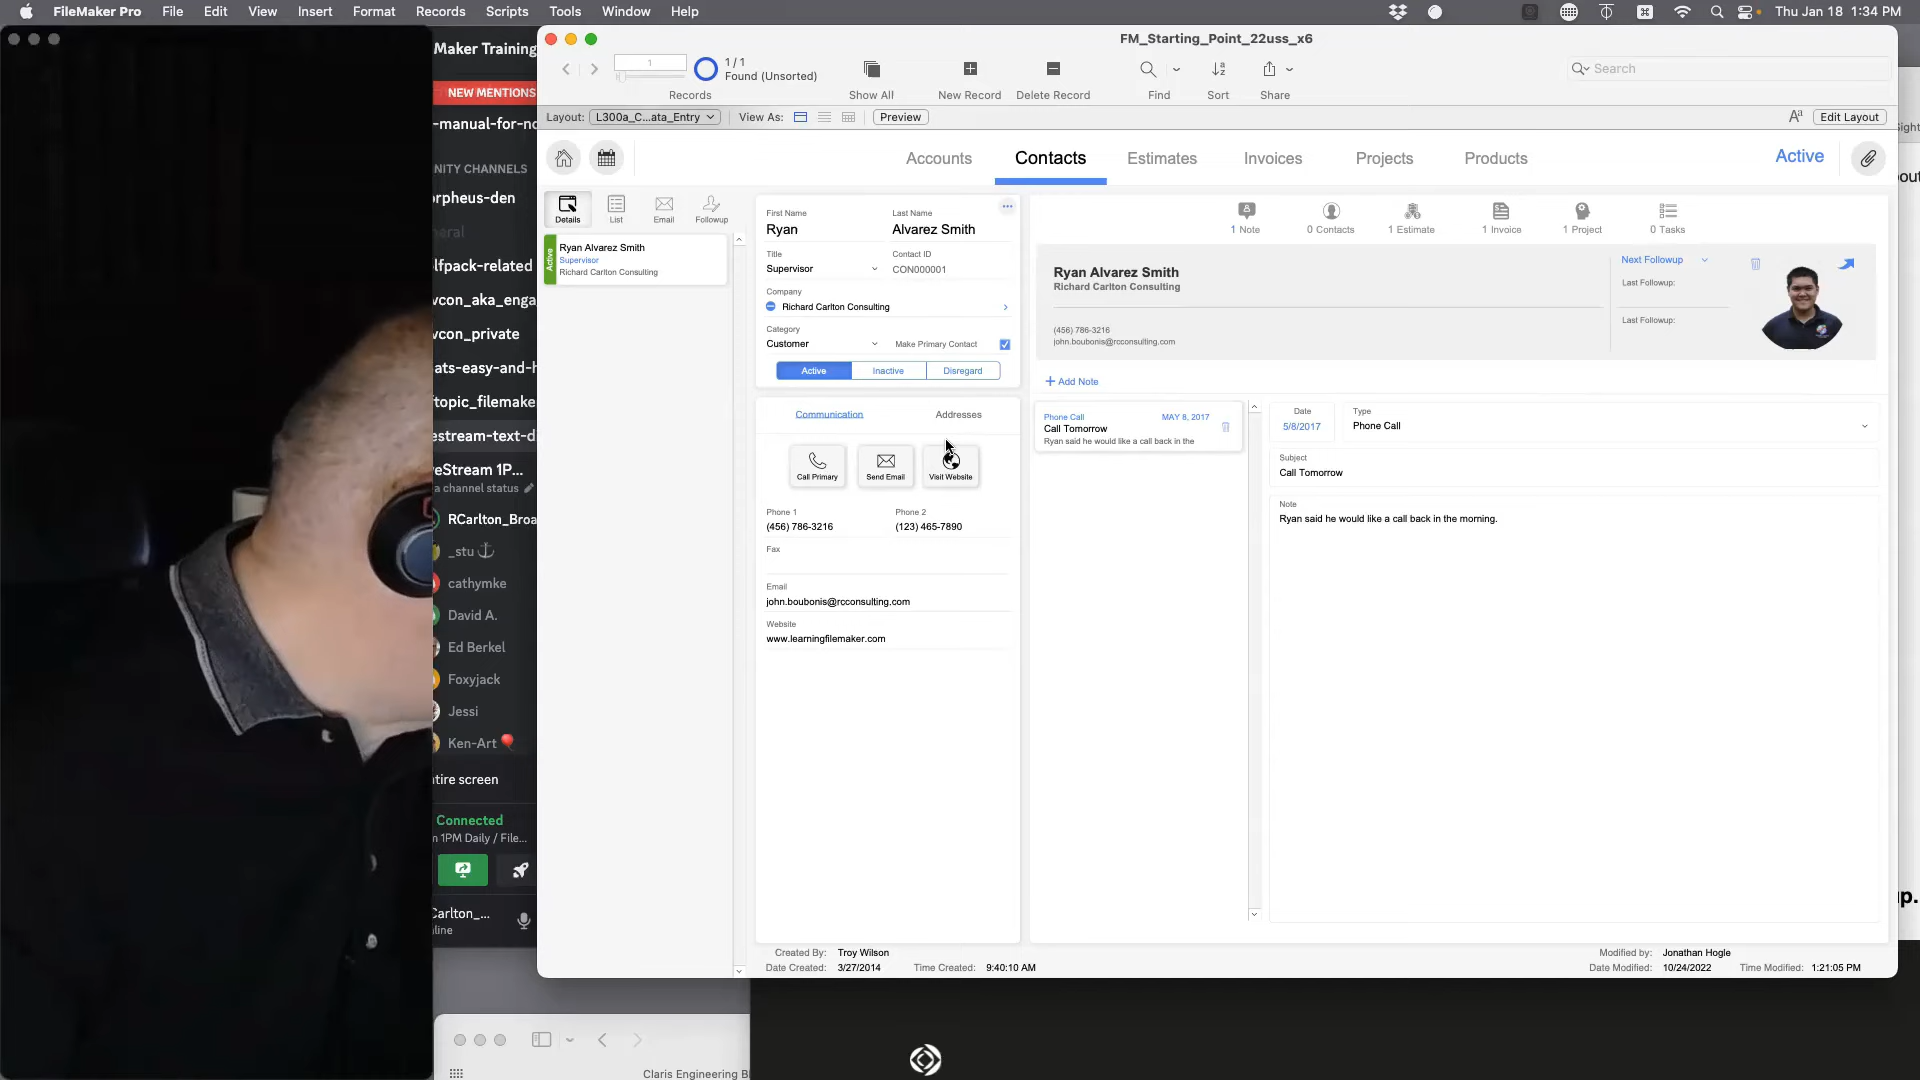 FileMaker Pro File Edit View Insert Format Records Scripts Tools Window Help
Thu Jan 18 1:34 PM
Maker Training
NEW MENTIONS
-manual-for-no
NITY CHANNELS
orpheus-den
neral
lfpack-related
vcon_aka_enga
vcon_private
ats-easy-and-h
topic_filemake
estream-text-d
eStream 1P...
a channel status
RCarlton_Broa
_stu
cathymke
David A.
Ed Berkel
Foxyjack
Jessi
Ken-Art
tire screen
Connected
n 1PM Daily / File...
Carlton_...
line
FM_Starting_Point_22uss_x6
1
1 / 1
Found (Unsorted)
Records
Show All
New Record
Delete Record
Find
Sort
Share
Search
Layout: L300a_C...ata_Entry
View As:
Preview
Aa
Edit Layout
Accounts
Contacts
Estimates
Invoices
Projects
Products
Active
Details
List
Email
Followup
Active
Ryan Alvarez Smith
Supervisor
Richard Carlton Consulting
First Name
Last Name
Ryan
Alvarez Smith
Title
Contact ID
Supervisor
CON000001
Company
Richard Carlton Consulting
Category
Customer
Make Primary Contact
Active
Inactive
Disregard
Communication
Addresses
Call Primary
Send Email
Visit Website
Phone 1
Phone 2
(456) 786-3216
(123) 465-7890
Fax
Email
john.boubonis@rcconsulting.com
Website
www.learningfilemaker.com
1 Note
0 Contacts
1 Estimate
1 Invoice
1 Project
0 Tasks
Ryan Alvarez Smith
Richard Carlton Consulting
(456) 786-3216
john.boubonis@rcconsulting.com
Next Followup
Last Followup:
Last Followup:
+ Add Note
Phone Call
MAY 8, 2017
Call Tomorrow
Ryan said he would like a call back in the
Date
5/8/2017
Type
Phone Call
Subject
Call Tomorrow
Note
Ryan said he would like a call back in the morning.
Created By: Troy Wilson
Date Created: 3/27/2014 Time Created: 9:40:10 AM
Modified by: Jonathan Hogle
Date Modified: 10/24/2022 Time Modified: 1:21:05 PM
Claris Engineering B
ight
out
up.